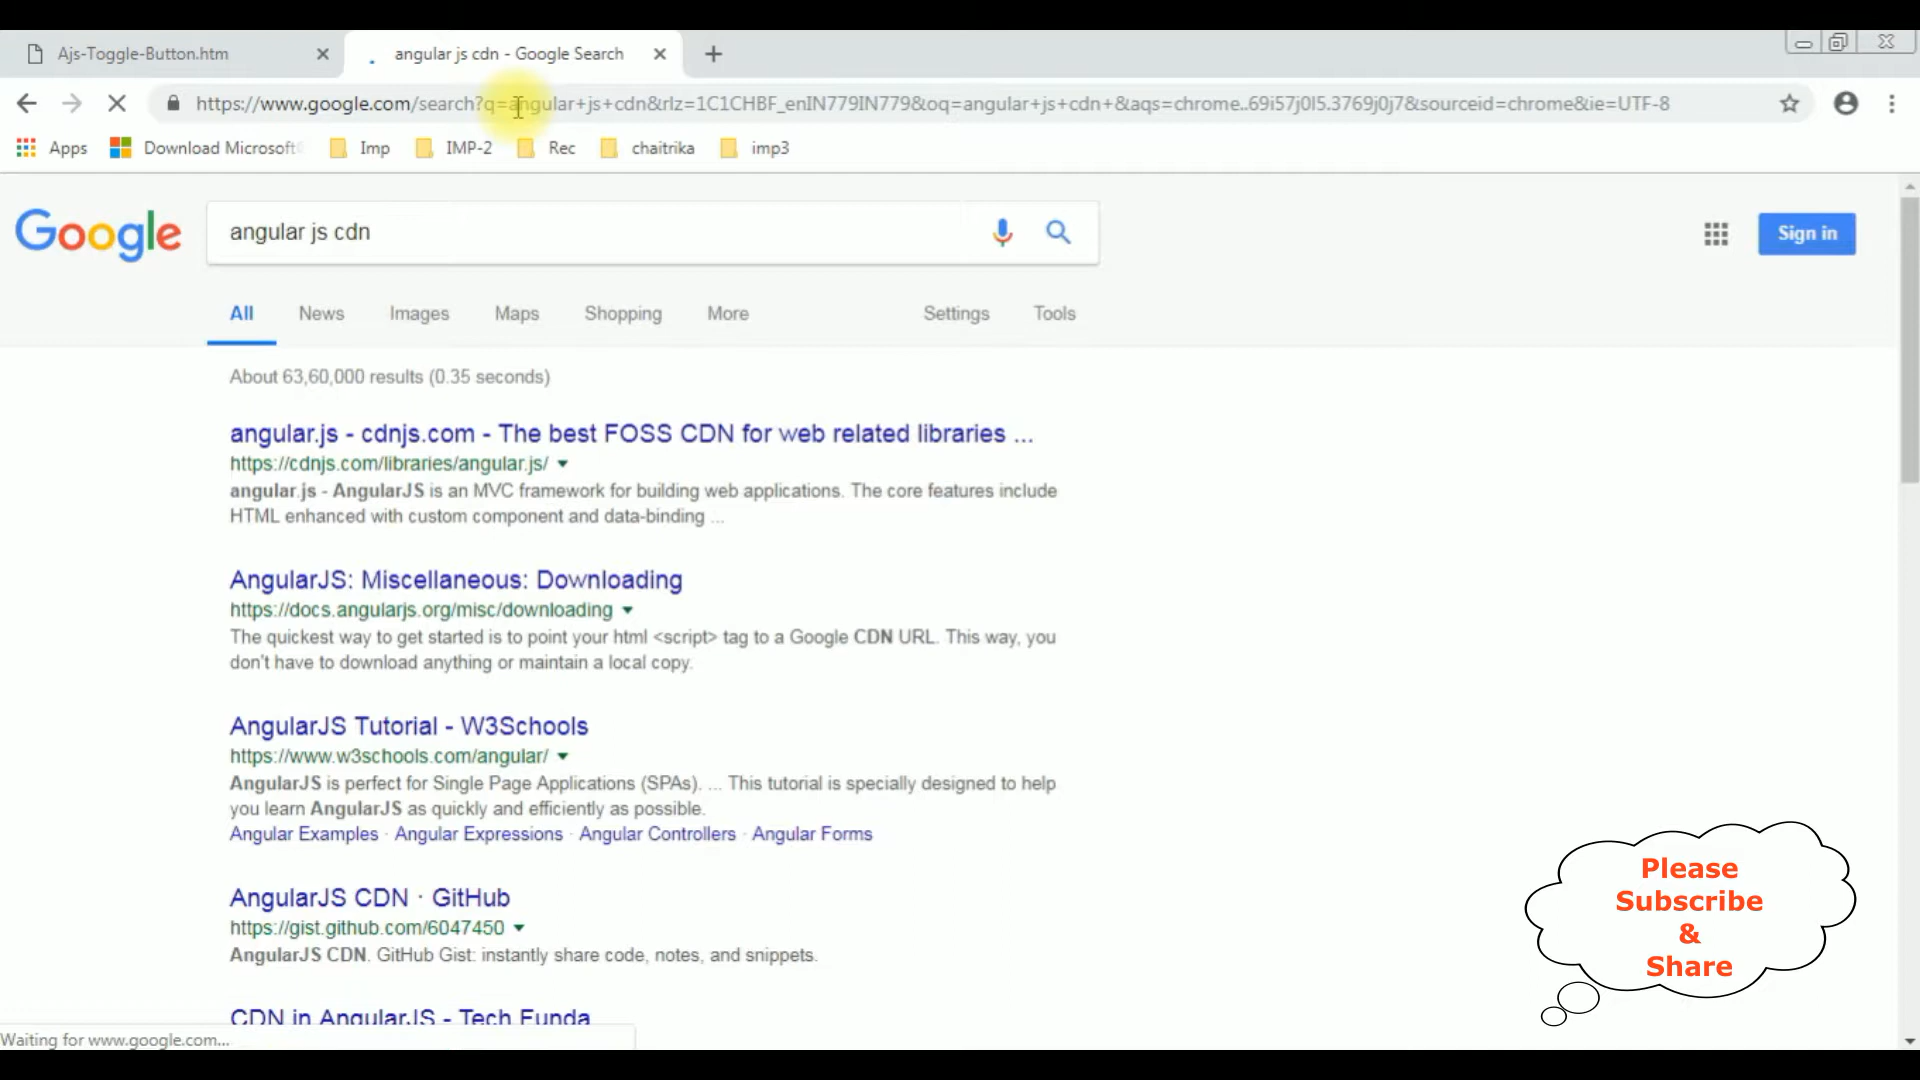 Ajs-Toggle-Button.htm
angular js cdn - Google Search
https://www.google.com/search?q=angular+js+cdn&rlz=1C1CHBF_enIN779IN779&oq=angular+js+cdn+&aqs=chrome..69i57j0l5.3769j0j7&sourceid=chrome&ie=UTF-8
Apps Download Microsoft Imp IMP-2 Rec chaitrika imp3
Google
angular js cdn
Sign in
All News Images Maps Shopping More Settings Tools
About 63,60,000 results (0.35 seconds)
angular.js - cdnjs.com - The best FOSS CDN for web related libraries ...
https://cdnjs.com/libraries/angular.js/
angular.js - AngularJS is an MVC framework for building web applications. The core features include
HTML enhanced with custom component and data-binding ...
AngularJS: Miscellaneous: Downloading
https://docs.angularjs.org/misc/downloading
The quickest way to get started is to point your html <script> tag to a Google CDN URL. This way, you
don't have to download anything or maintain a local copy.
AngularJS Tutorial - W3Schools
https://www.w3schools.com/angular/
AngularJS is perfect for Single Page Applications (SPAs). ... This tutorial is specially designed to help
you learn AngularJS as quickly and efficiently as possible.
Angular Examples · Angular Expressions · Angular Controllers · Angular Forms
AngularJS CDN · GitHub
https://gist.github.com/6047450
AngularJS CDN. GitHub Gist: instantly share code, notes, and snippets.
CDN in AngularJS - Tech Funda
Waiting for www.google.com...
Please
Subscribe
&
Share